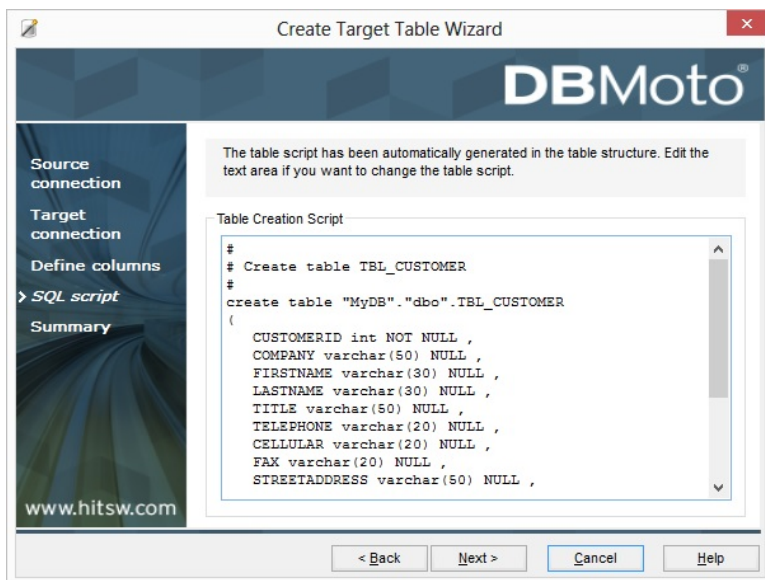 Create Target Table Wizard
DBMoto®
Source
connection
Target
connection
Define columns
> SQL script
Summary
www.hitsw.com
The table script has been automatically generated in the table structure. Edit the
text area if you want to change the table script.
Table Creation Script
#
# Create table TBL_CUSTOMER
#
create table "MyDB"."dbo".TBL_CUSTOMER
(
CUSTOMERID int NOT NULL ,
COMPANY varchar(50) NULL ,
FIRSTNAME varchar(30) NULL ,
LASTNAME varchar(30) NULL ,
TITLE varchar(50) NULL ,
TELEPHONE varchar(20) NULL ,
CELLULAR varchar(20) NULL ,
FAX varchar(20) NULL ,
STREETADDRESS varchar(50) NULL ,
< Back
Next >
Cancel
Help